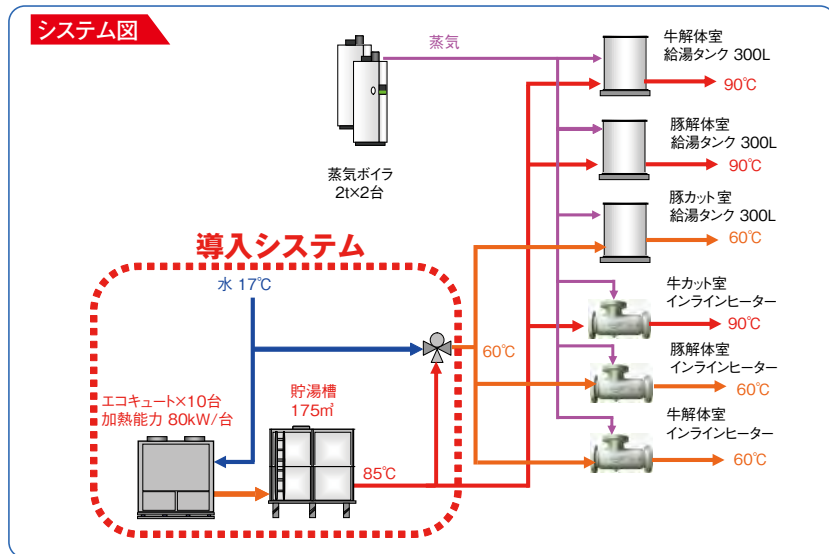 システム図
蒸気
蒸気ボイラ
2t×2台
牛解体室
給湯タンク 300L
90℃
豚解体室
給湯タンク 300L
90℃
豚カット室
給湯タンク 300L
60℃
牛カット室
インラインヒーター
90℃
豚解体室
インラインヒーター
60℃
牛解体室
インラインヒーター
60℃
導入システム
水 17℃
60℃
エコキュート×10台
加熱能力 80kW/台
貯湯槽
175㎥
85℃